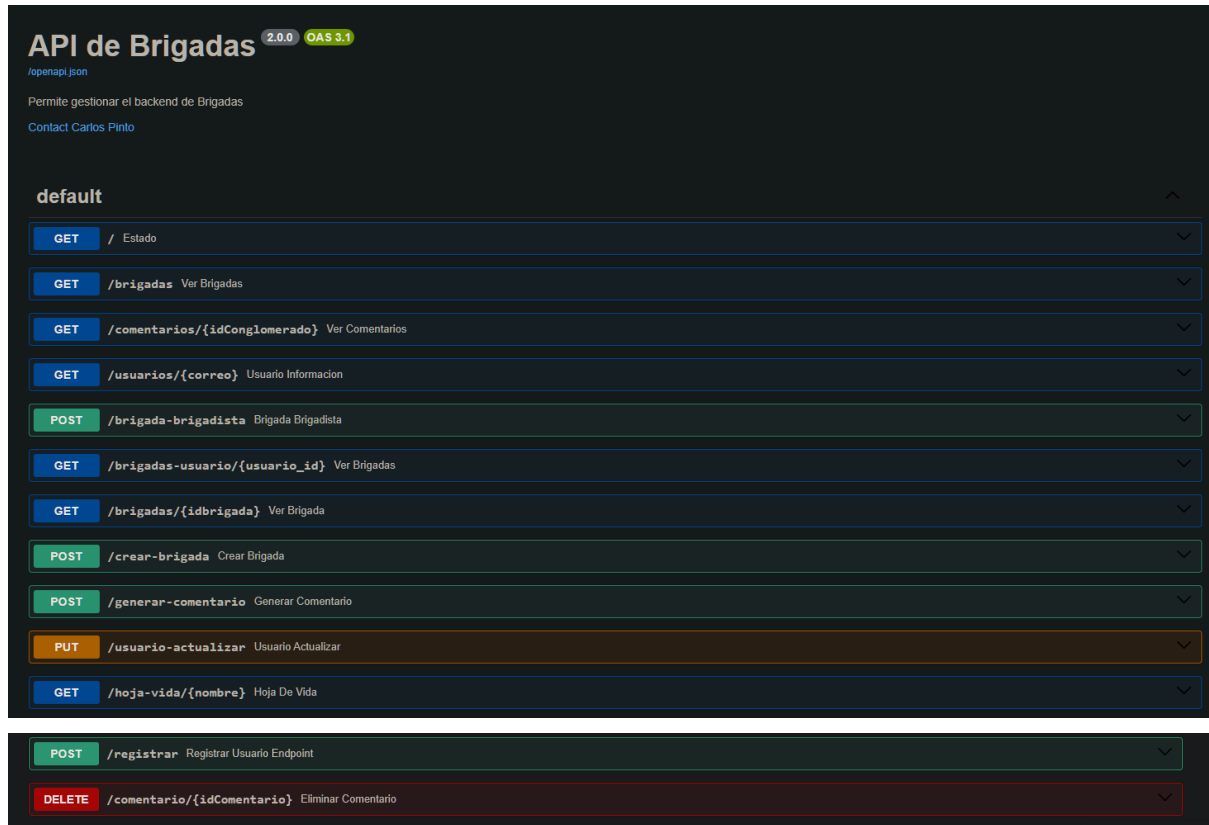 API de Brigadas 2.0.0 OAS 3.1
/openapi.json
Permite gestionar el backend de Brigadas
Contact Carlos Pinto
default
GET / Estado
GET /brigadas Ver Brigadas
GET /comentarios/{idConglomerado} Ver Comentarios
GET /usuarios/{correo} Usuario Informacion
POST /brigada-brigadista Brigada Brigadista
GET /brigadas-usuario/{usuario_id} Ver Brigadas
GET /brigadas/{idbrigada} Ver Brigada
POST /crear-brigada Crear Brigada
POST /generar-comentario Generar Comentario
PUT /usuario-actualizar Usuario Actualizar
GET /hoja-vida/{nombre} Hoja De Vida
POST /registrar Registrar Usuario Endpoint
DELETE /comentario/{idComentario} Eliminar Comentario